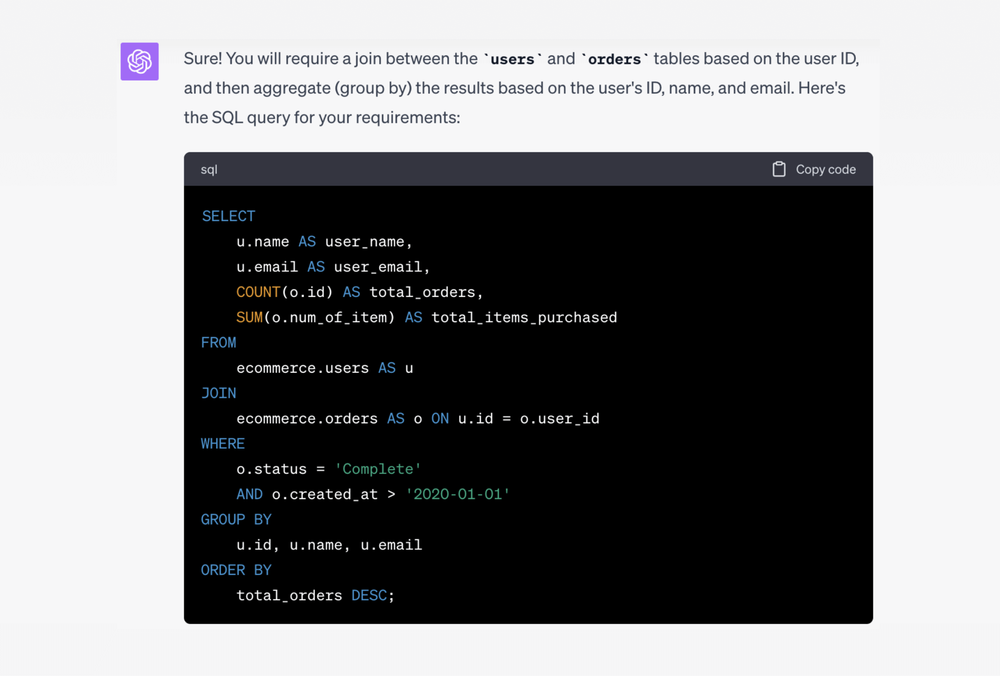 Sure! You will require a join between the `users` and `orders` tables based on the user ID,
and then aggregate (group by) the results based on the user's ID, name, and email. Here's
the SQL query for your requirements:
sql Copy code
SELECT
    u.name AS user_name,
    u.email AS user_email,
    COUNT(o.id) AS total_orders,
    SUM(o.num_of_item) AS total_items_purchased
FROM
    ecommerce.users AS u
JOIN
    ecommerce.orders AS o ON u.id = o.user_id
WHERE
    o.status = 'Complete'
    AND o.created_at > '2020-01-01'
GROUP BY
    u.id, u.name, u.email
ORDER BY
    total_orders DESC;